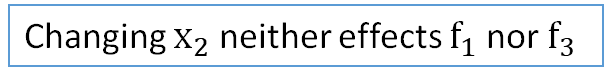 Changing x₂ neither effects f₁ nor f₃